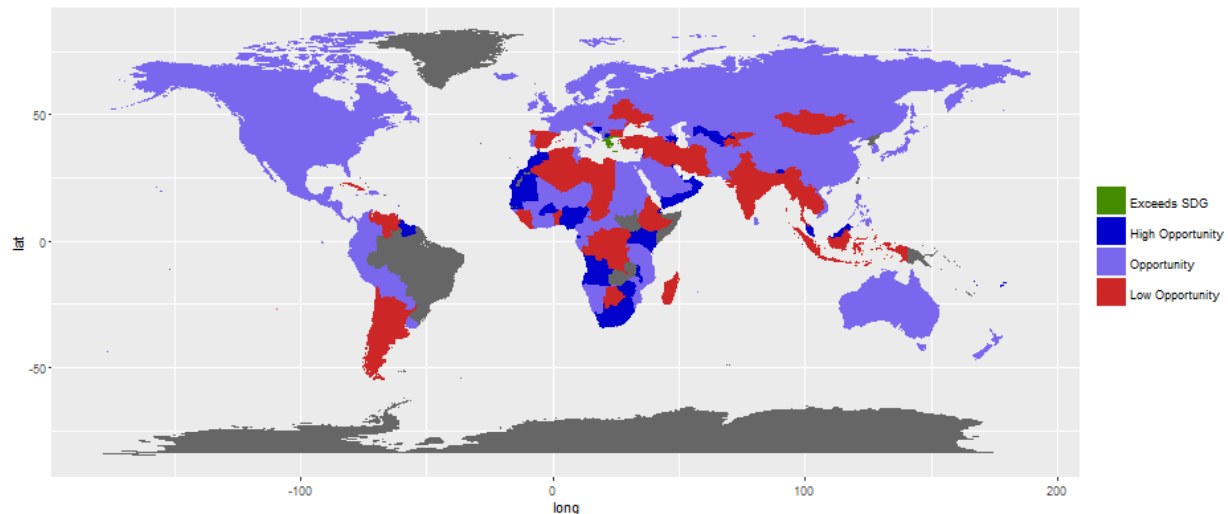 lat
50
0
-50
-100
0
100
200
long
Exceeds SDG
High Opportunity
Opportunity
Low Opportunity